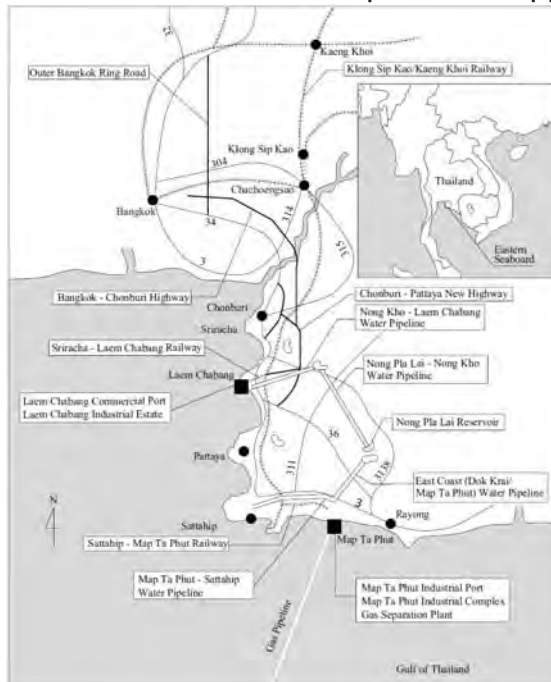 Kaeng Khoi
Outer Bangkok Ring Road
Klong Sip Kao/Kaeng Khoi Railway
Klong Sip Kao
304
Chachoengsao
Thailand
Bangkok
34
314
Eastern
Seaboard
315
3
Bangkok - Chonburi Highway
Chonburi
Chonburi - Pattaya New Highway
Sriracha
Nong Kho - Laem Chabang
Water Pipeline
Sriracha - Laem Chabang Railway
Laem Chabang
Nong Pla Lai - Nong Kho
Water Pipeline
Laem Chabang Commercial Port
Laem Chabang Industrial Estate
Nong Pla Lai Reservoir
36
Pattaya
311
East Coast (Dok Krai/
Map Ta Phut) Water Pipeline
N
3
Sattahip
Rayong
Sattahip - Map Ta Phut Railway
Map Ta Phut
Map Ta Phut - Sattahip
Water Pipeline
Map Ta Phut Industrial Port
Map Ta Phut Industrial Complex
Gas Separation Plant
Gas Pipeline
Gulf of Thailand